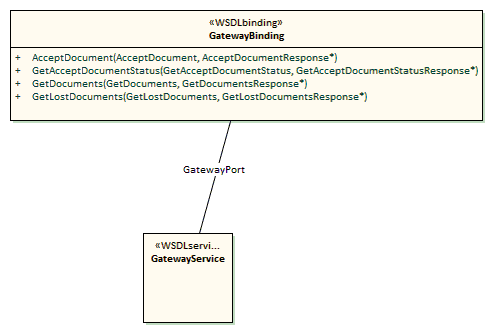 «WSDLbinding»
GatewayBinding
+ AcceptDocument(AcceptDocument, AcceptDocumentResponse*)
+ GetAcceptDocumentStatus(GetAcceptDocumentStatus, GetAcceptDocumentStatusResponse*)
+ GetDocuments(GetDocuments, GetDocumentsResponse*)
+ GetLostDocuments(GetLostDocuments, GetLostDocumentsResponse*)
GatewayPort
«WSDLservi...
GatewayService